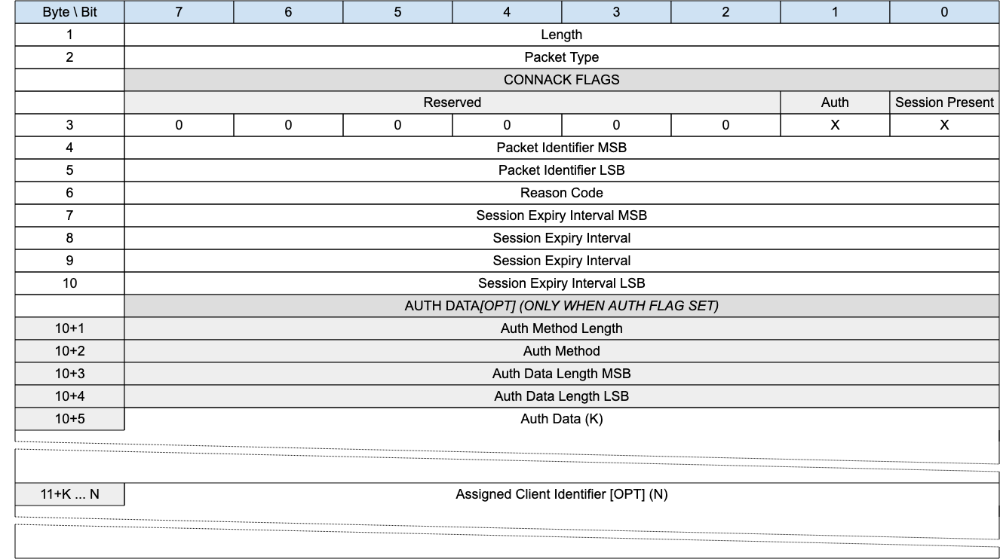 Byte \ Bit 7 6 5 4 3 2 1 0
1 Length
2 Packet Type
CONNACK FLAGS
Reserved Auth Session Present
3 0 0 0 0 0 0 X X
4 Packet Identifier MSB
5 Packet Identifier LSB
6 Reason Code
7 Session Expiry Interval MSB
8 Session Expiry Interval
9 Session Expiry Interval
10 Session Expiry Interval LSB
AUTH DATA[OPT] (ONLY WHEN AUTH FLAG SET)
10+1 Auth Method Length
10+2 Auth Method
10+3 Auth Data Length MSB
10+4 Auth Data Length LSB
10+5 Auth Data (K)
11+K ... N Assigned Client Identifier [OPT] (N)